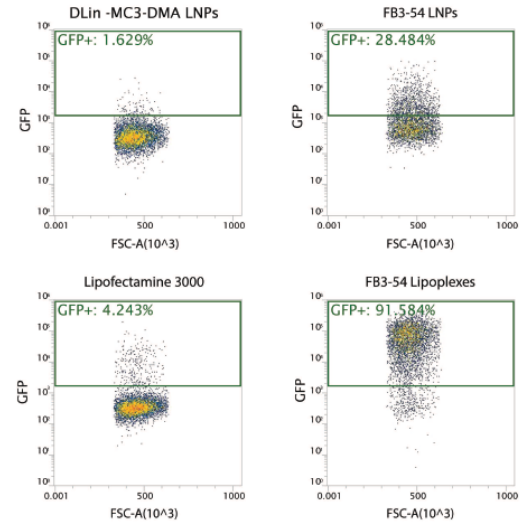 DLin -MC3-DMA LNPs
GFP+: 1.629%
GFP
0.001 500 1000
FSC-A(10^3)
FB3-54 LNPs
GFP+: 28.484%
GFP
0.001 500 1000
FSC-A(10^3)
Lipofectamine 3000
GFP+: 4.243%
GFP
0.001 500 1000
FSC-A(10^3)
FB3-54 Lipoplexes
GFP+: 91.584%
GFP
0.001 500 1000
FSC-A(10^3)